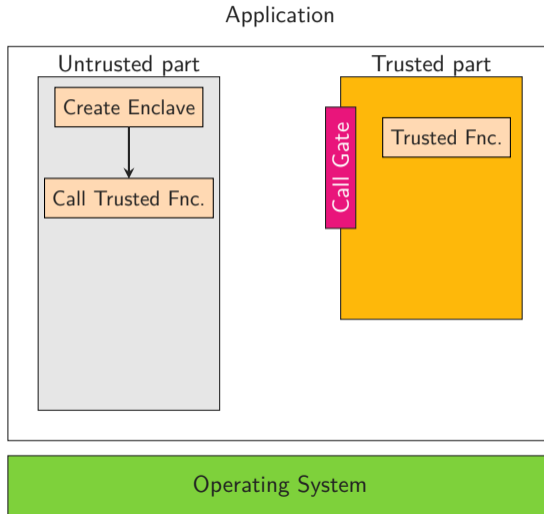 Application
Untrusted part
Trusted part
Create Enclave
Call Gate
Trusted Fnc.
Call Trusted Fnc.
Operating System